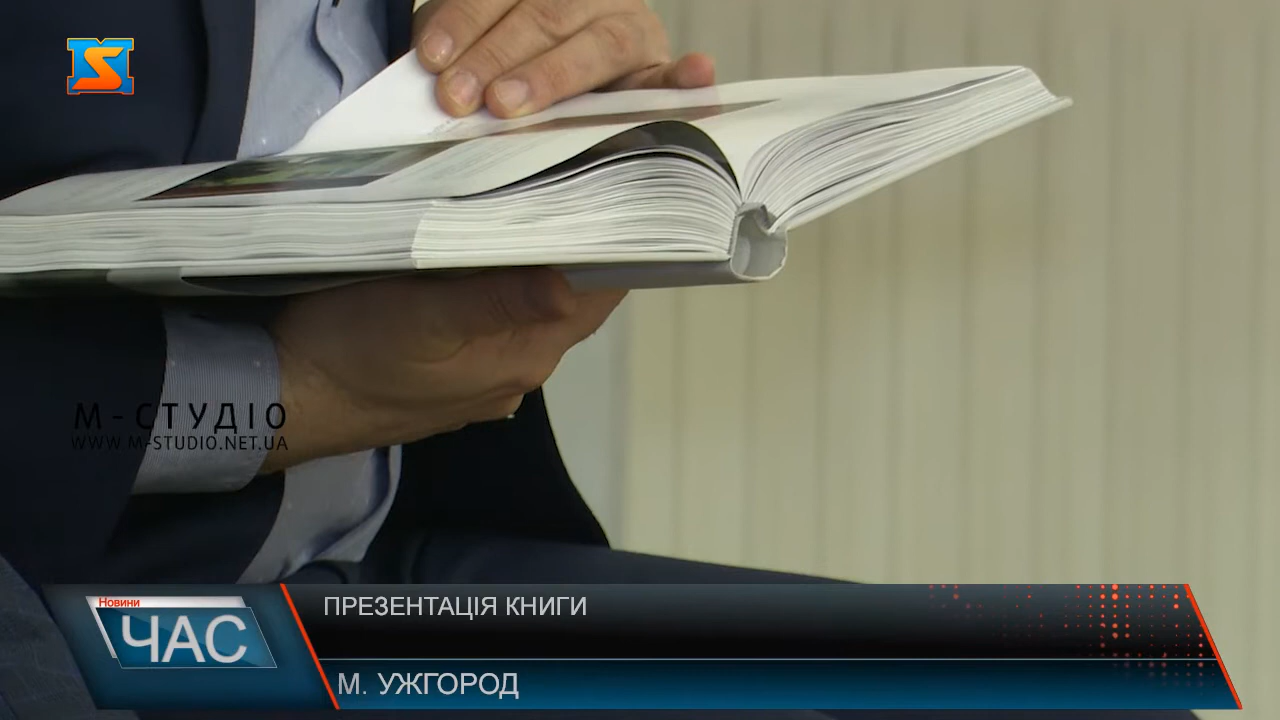 М-СТУДІО
WWW.M-STUDIO.NET.UA
Новини
ЧАС
ПРЕЗЕНТАЦІЯ КНИГИ
М. УЖГОРОД